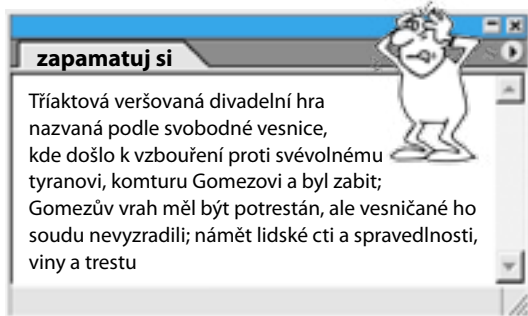 zapamatuj si
Tříaktová veršovaná divadelní hra
nazvaná podle svobodné vesnice,
kde došlo k vzbouření proti svévolnému
tyranovi, komturu Gomezovi a byl zabit;
Gomezův vrah měl být potrestán, ale vesničané ho
soudu nevyzradili; námět lidské cti a spravedlnosti,
viny a trestu